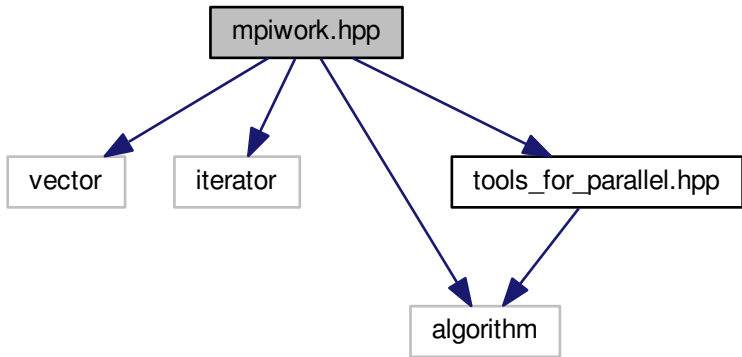 mpiwork.hpp
vector
iterator
tools_for_parallel.hpp
algorithm